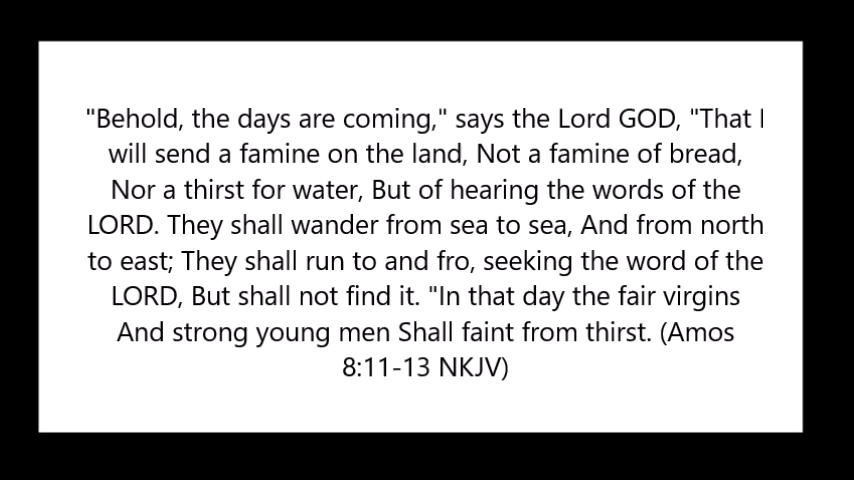 "Behold, the days are coming," says the Lord GOD, "That I
will send a famine on the land, Not a famine of bread,
Nor a thirst for water, But of hearing the words of the
LORD. They shall wander from sea to sea, And from north
to east; They shall run to and fro, seeking the word of the
LORD, But shall not find it. "In that day the fair virgins
And strong young men Shall faint from thirst. (Amos
8:11-13 NKJV)